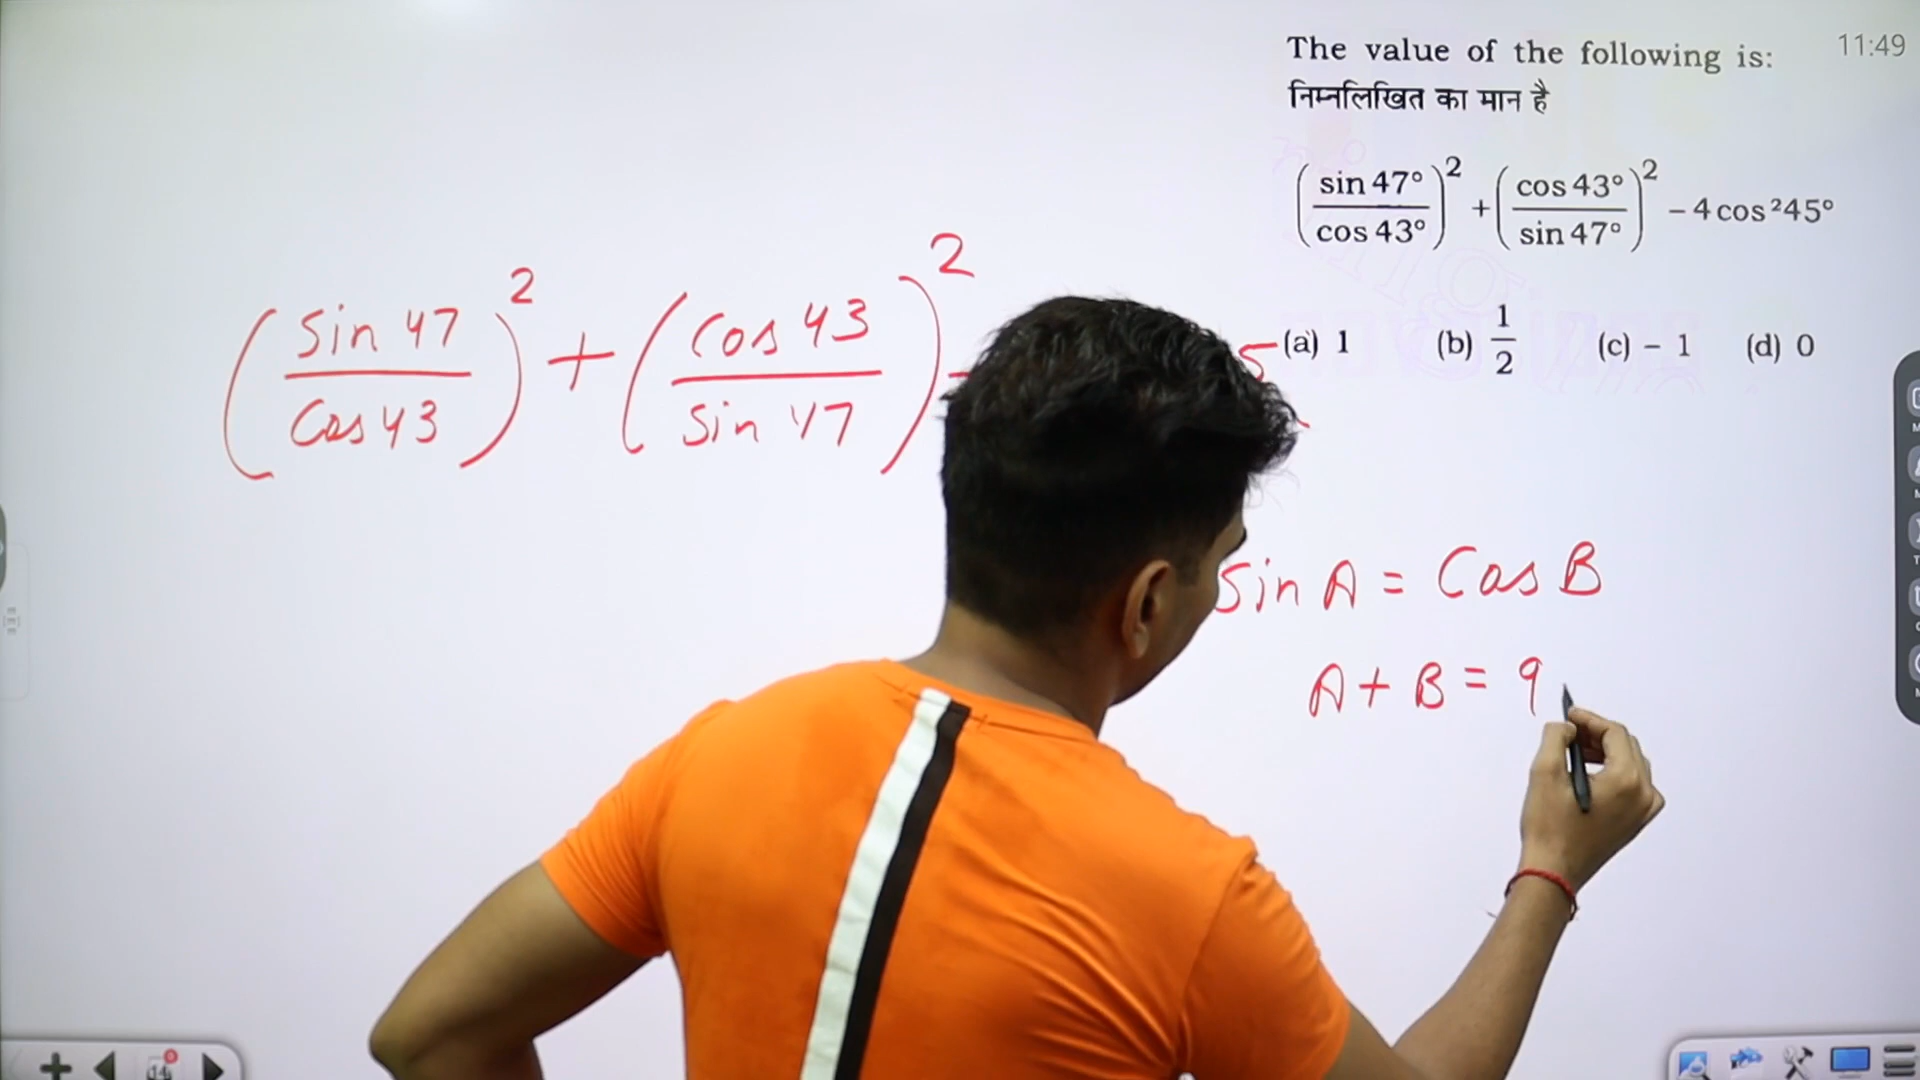 The value of the following is:
11:49
निम्नलिखित का मान है
(sin 47°/cos 43°)² + (cos 43°/sin 47°)² – 4 cos²45°
(a) 1 (b) 1/2 (c) – 1 (d) 0
(Sin 47/Cos 43)² + (Cos 43/Sin 47)² –
5
Sin A = Cos B
A + B = 9